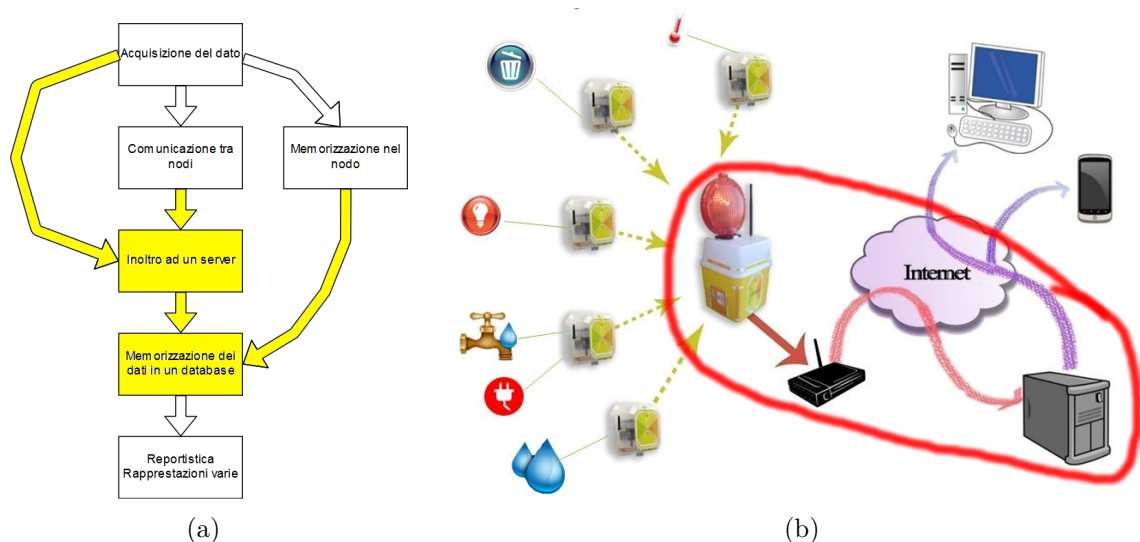 Acquisizione del dato
Comunicazione tra
nodi
Memorizzazione nel
nodo
Inoltro ad un server
Memorizzazione dei
dati in un database
Reportistica
Rapprestazioni varie
(a)
Internet
(b)